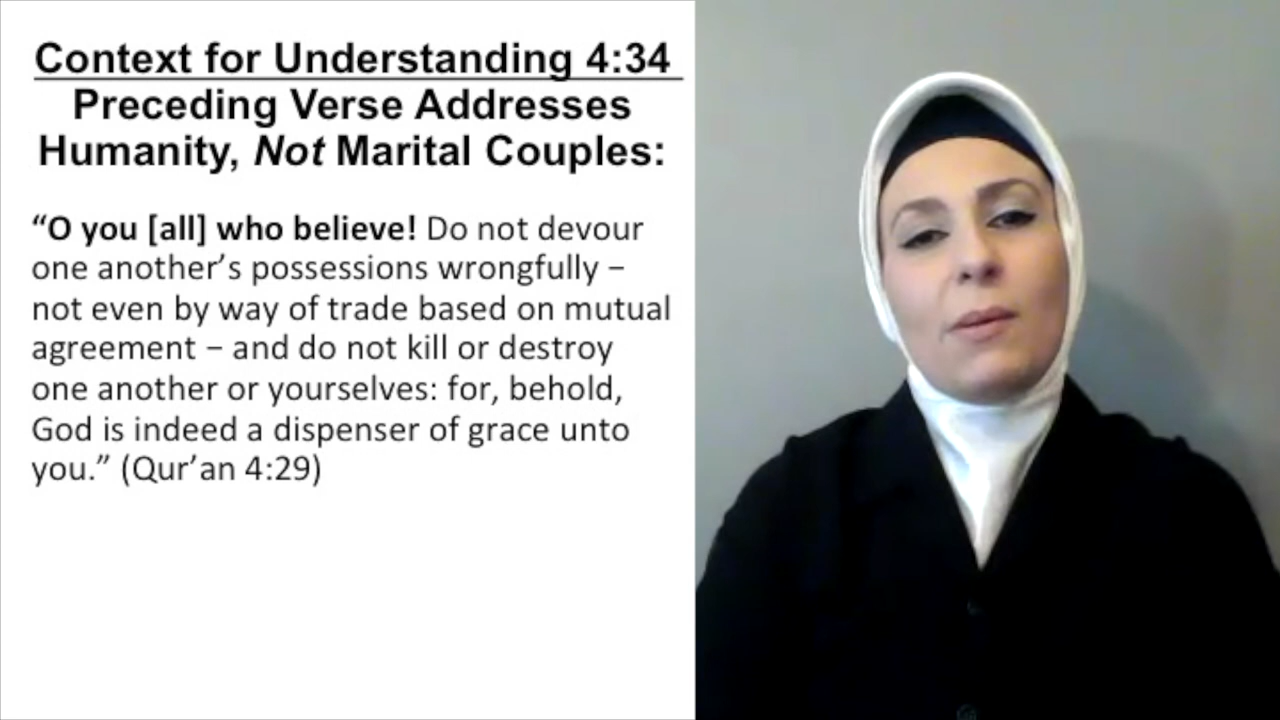 Context for Understanding 4:34
Preceding Verse Addresses
Humanity, Not Marital Couples:
“O you [all] who believe! Do not devour
one another’s possessions wrongfully –
not even by way of trade based on mutual
agreement – and do not kill or destroy
one another or yourselves: for, behold,
God is indeed a dispenser of grace unto
you.” (Qur’an 4:29)